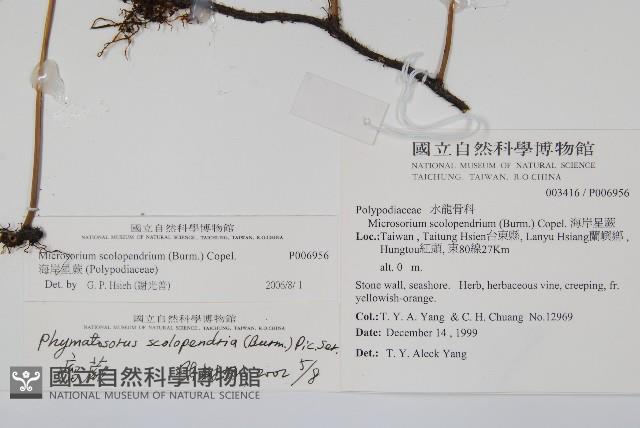 國立自然科學博物館
NATIONAL MUSEUM OF NATURAL SCIENCE
TAICHUNG, TAIWAN, R.O.CHINA
003416 / P006956
Polypodiaceae 水龍骨科
Microsorium scolopendrium (Burm.) Copel. 海岸星蕨
Loc.:Taiwan , Taitung Hsien台東縣, Lanyu Hsiang蘭嶼鄉 ,
Hungtou紅頭, 東80線27Km
alt. 0 m.
Stone wall, seashore. Herb, herbaceous vine, creeping, fr.
yellowish-orange.
Col.: T. Y. A. Yang & C. H. Chuang No.12969
Date: December 14 , 1999
Det.: T. Y. Aleck Yang
國立自然科學博物館
NATIONAL MUSEUM OF NATURAL SCIENCE, TAICHUNG, TAIWAN, R.O.CHINA
Microsorium scolopendrium (Burm.) Copel. P006956
海岸星蕨 (Polypodiaceae)
Det. by G. P. Hsieh (謝光普) 2006/8/1
國立自然科學博物館
NATIONAL MUSEUM OF NATURAL SCIENCE, TAICHUNG, TAIWAN, R.O.CHINA
Phymatosorus scolopendria (Burm.) Pic. Ser.
2002 5/8
國立自然科學博物館
NATIONAL MUSEUM OF NATURAL SCIENCE